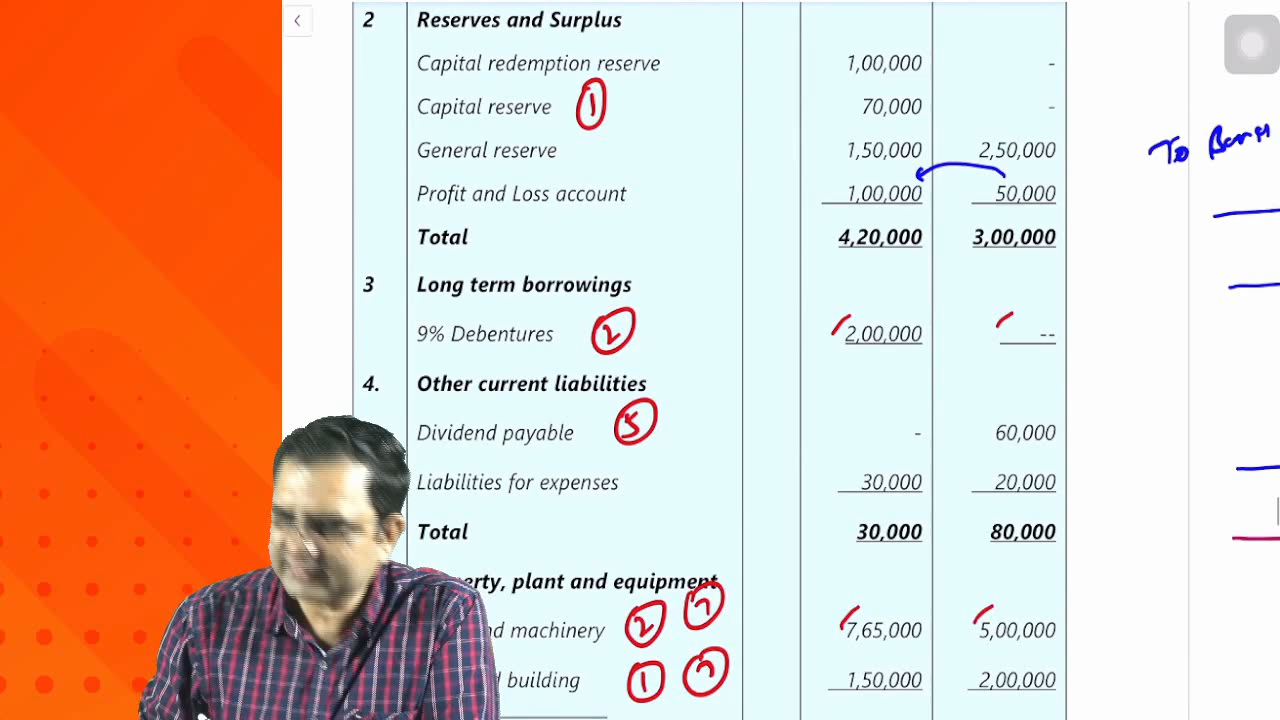 2 Reserves and Surplus
Capital redemption reserve 1,00,000 -
Capital reserve 1 70,000 -
General reserve 1,50,000 2,50,000
To Bank
Profit and Loss account 1,00,000 50,000
Total 4,20,000 3,00,000
3 Long term borrowings
9% Debentures 2 2,00,000 --
4. Other current liabilities
Dividend payable 5 - 60,000
Liabilities for expenses 30,000 20,000
Total 30,000 80,000
erty, plant and equipment
nd machinery 2 7 7,65,000 5,00,000
building 1 7 1,50,000 2,00,000